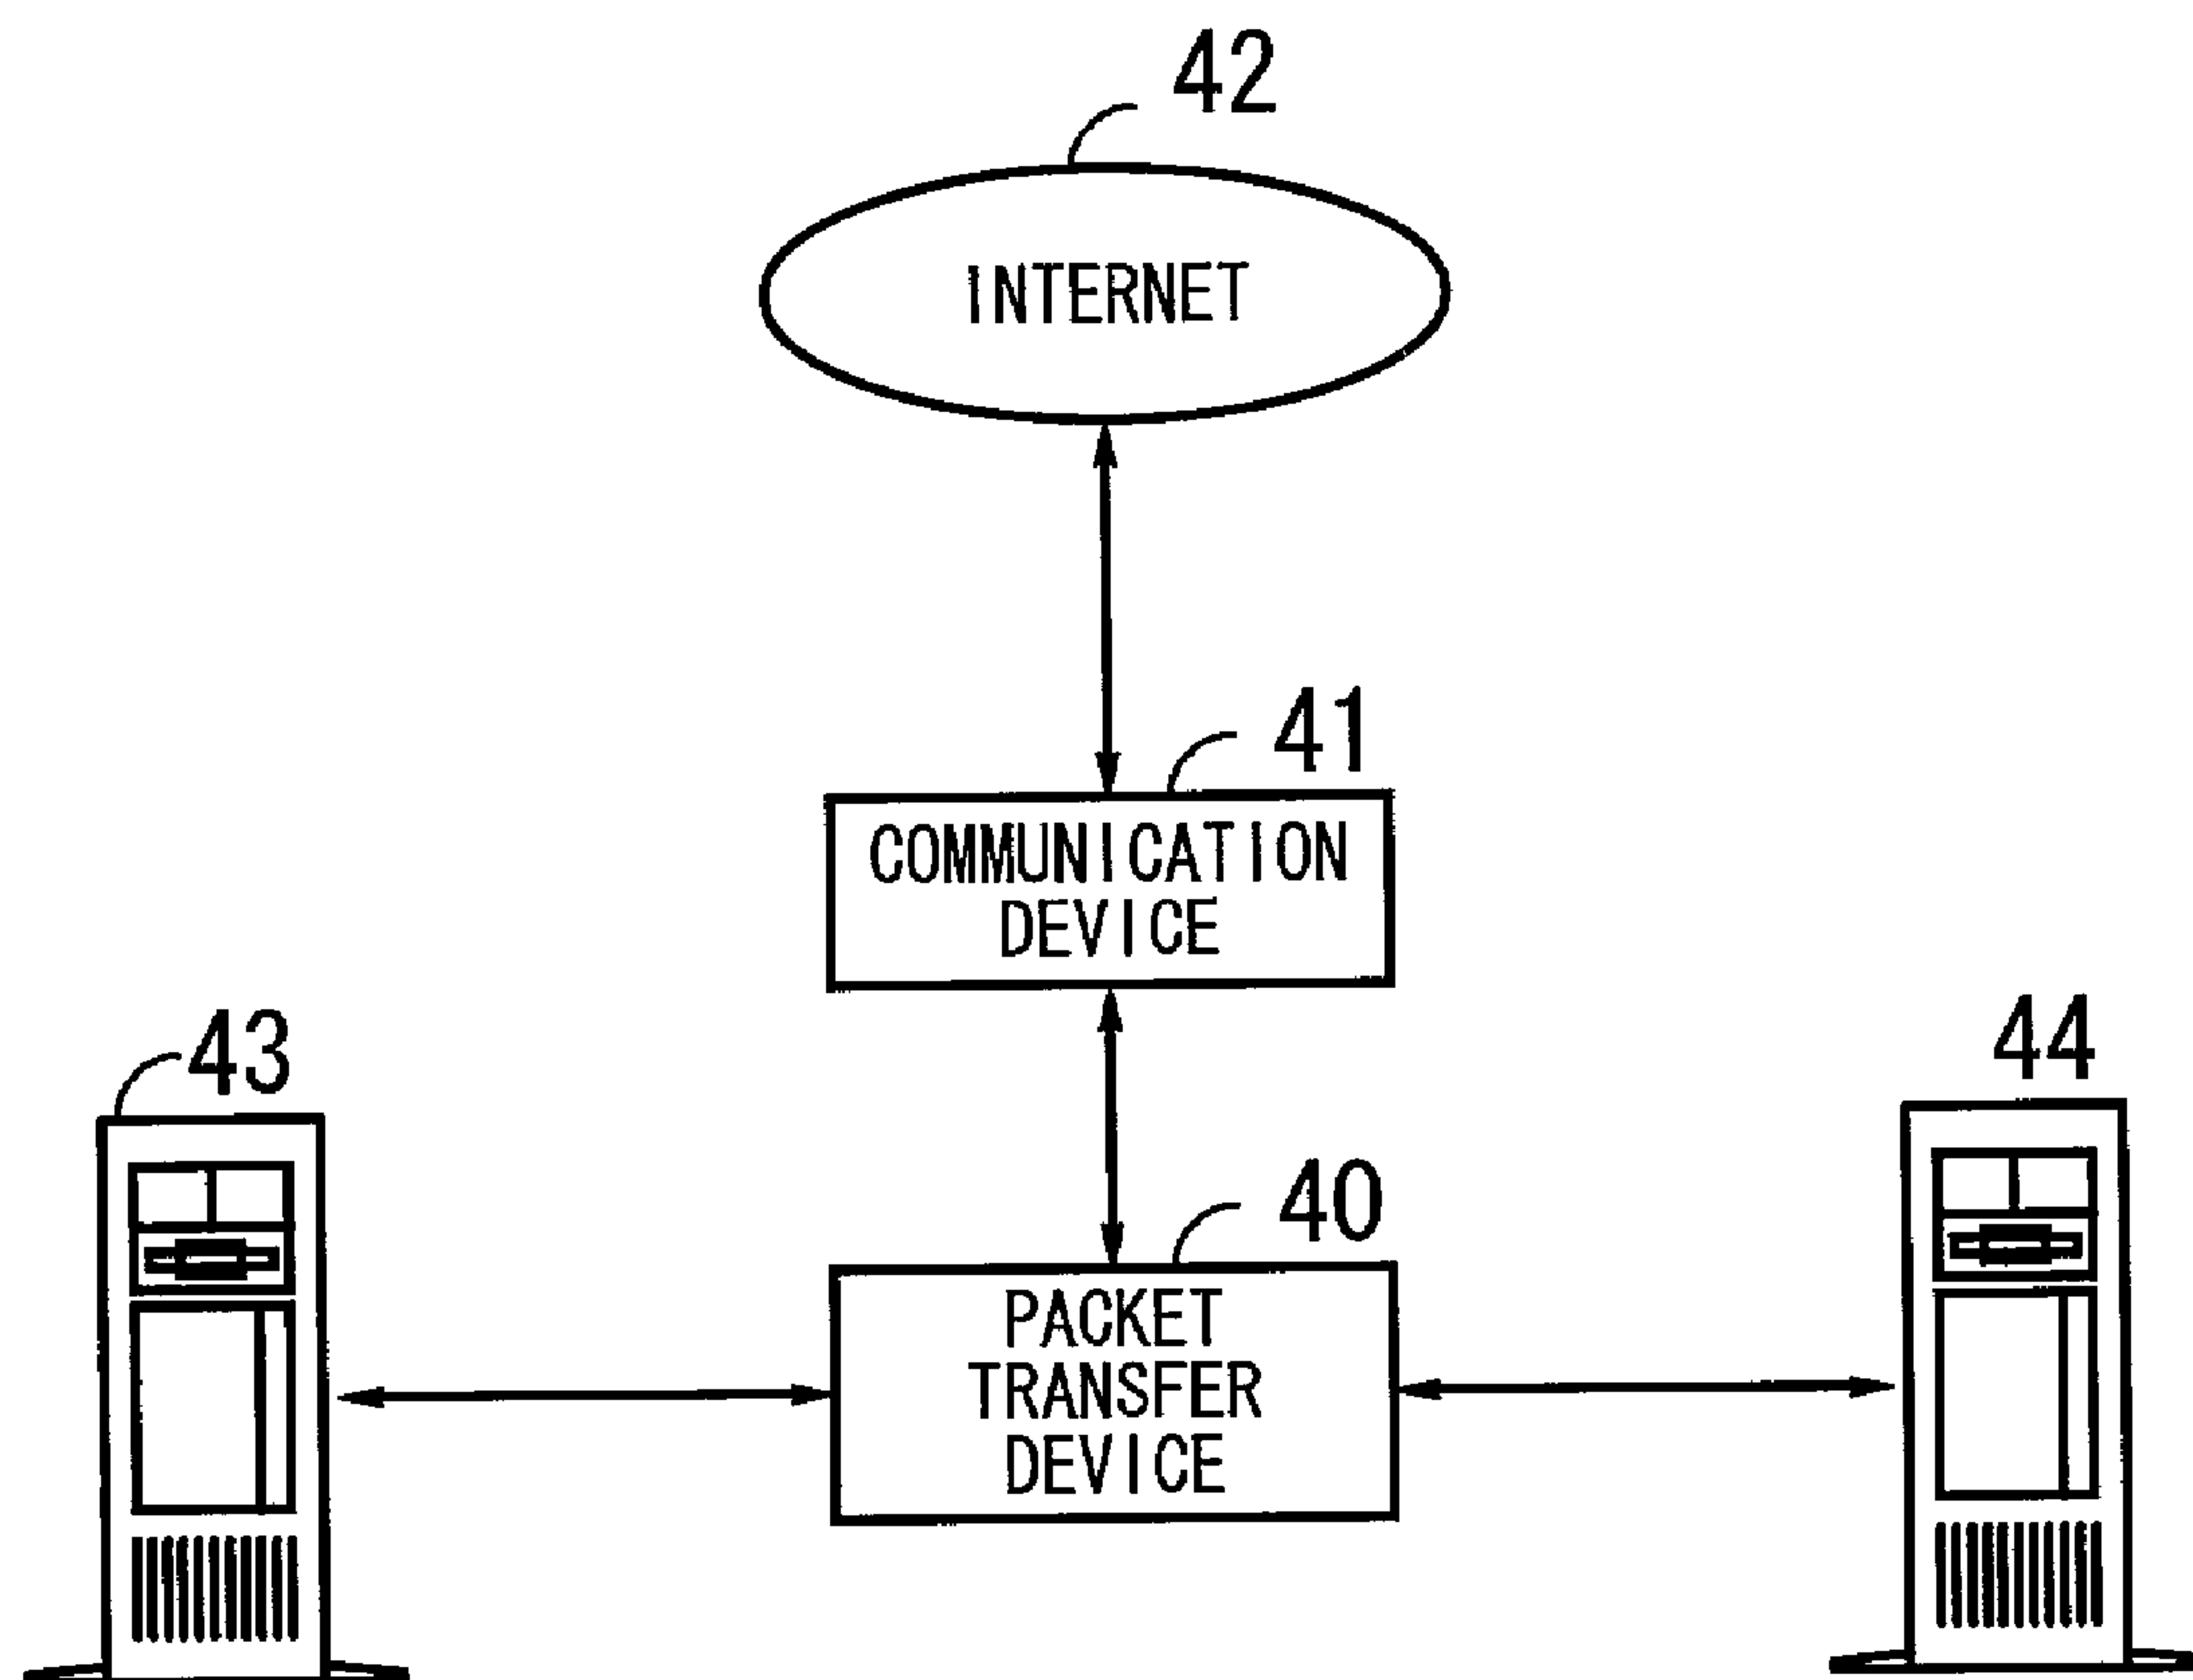 42
INTERNET
41
COMMUNICATION
DEVICE
43
44
40
PACKET
TRANSFER
DEVICE